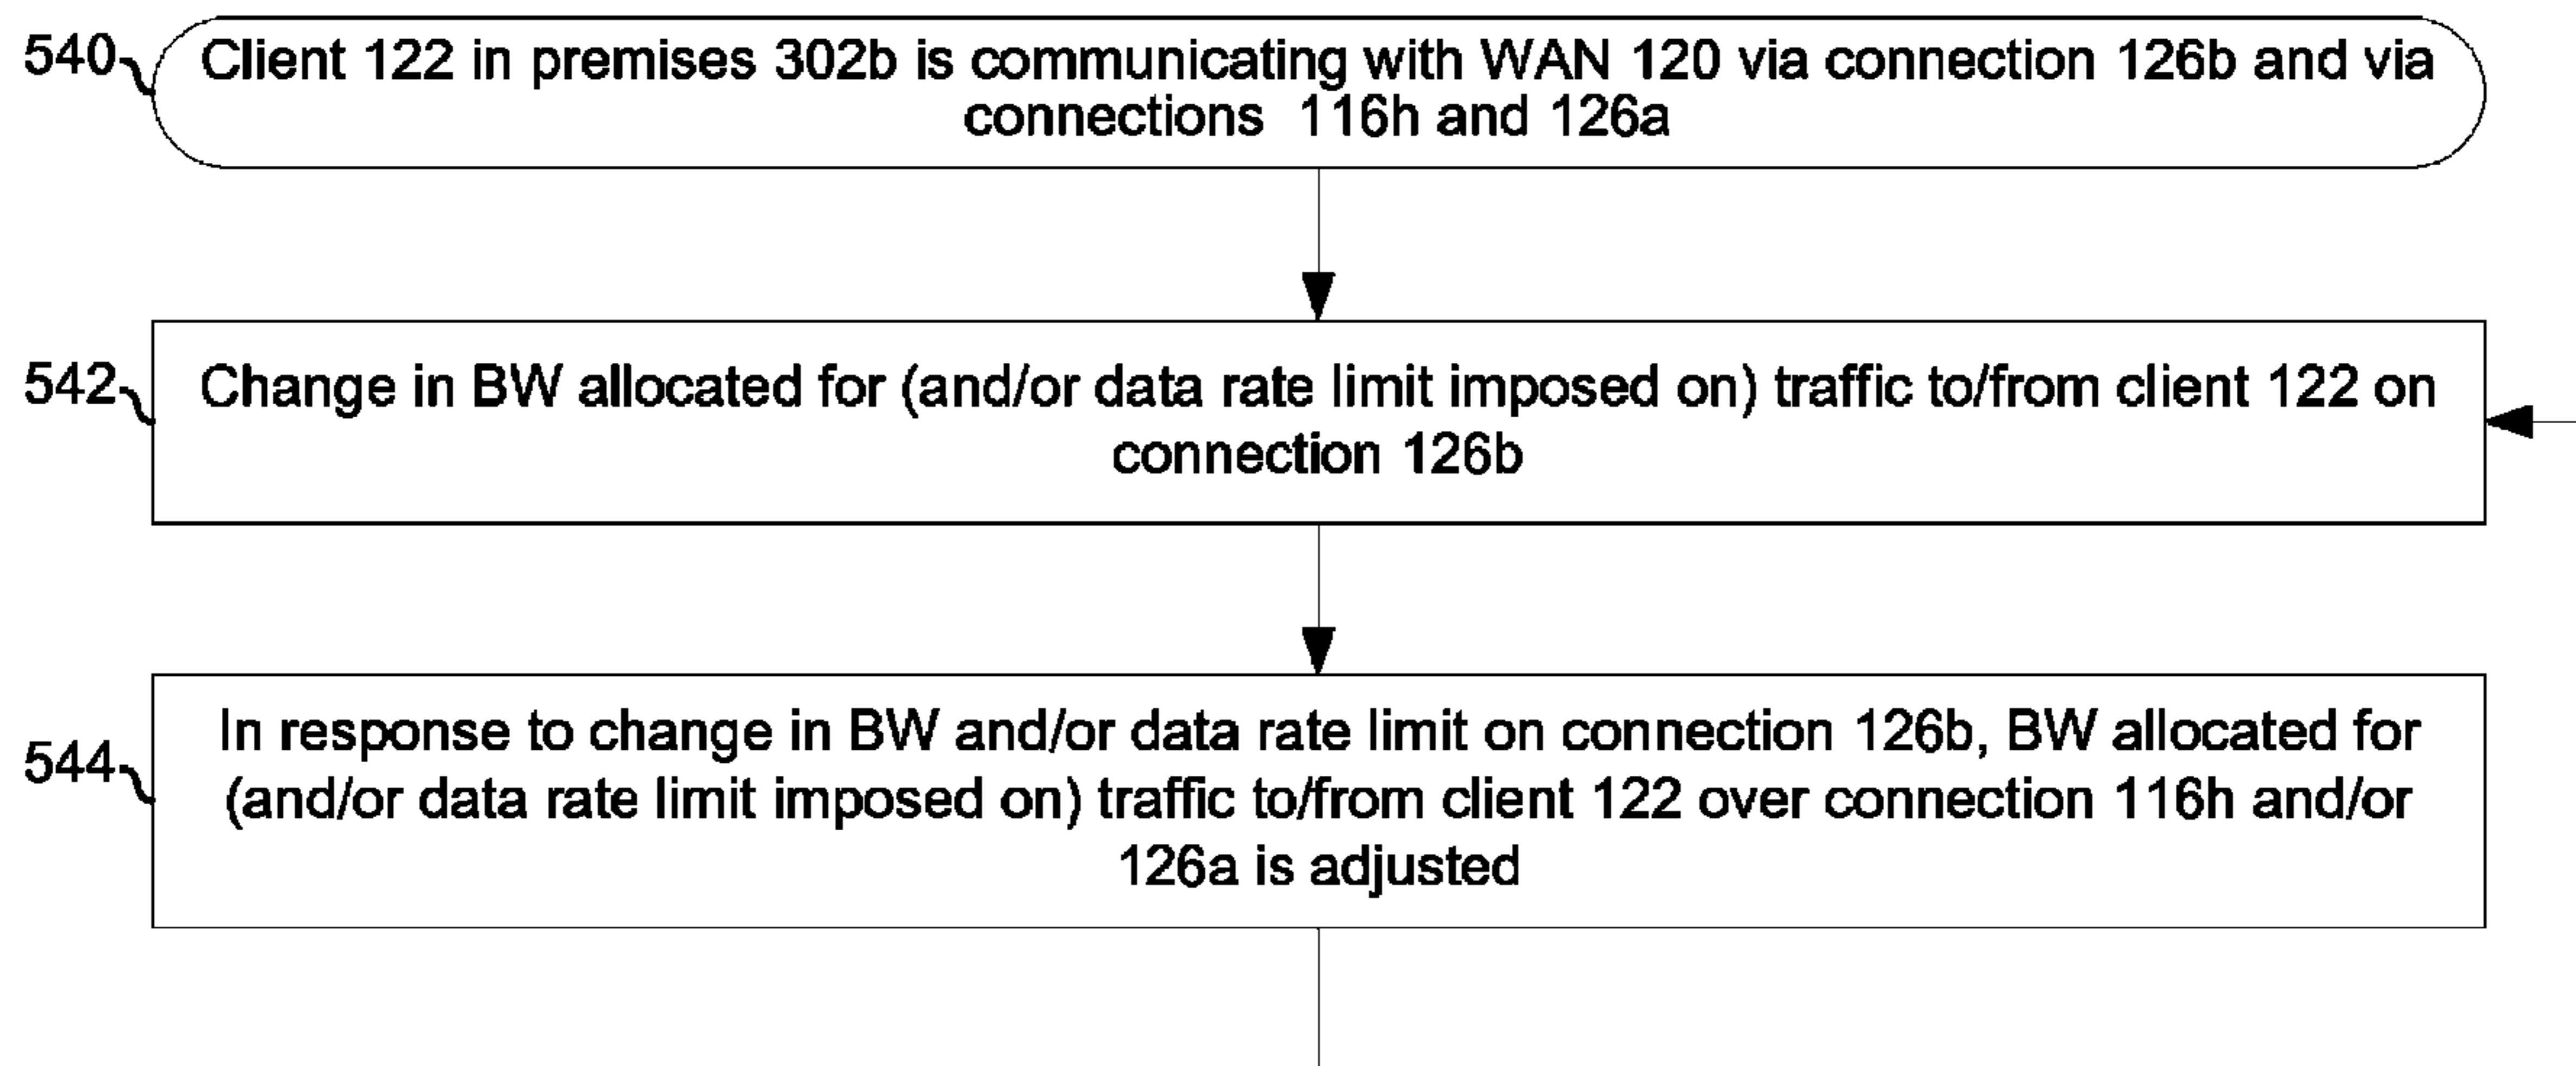 540
Client 122 in premises 302b is communicating with WAN 120 via connection 126b and via
connections 116h and 126a
542
Change in BW allocated for (and/or data rate limit imposed on) traffic to/from client 122 on
connection 126b
544
In response to change in BW and/or data rate limit on connection 126b, BW allocated for
(and/or data rate limit imposed on) traffic to/from client 122 over connection 116h and/or
126a is adjusted